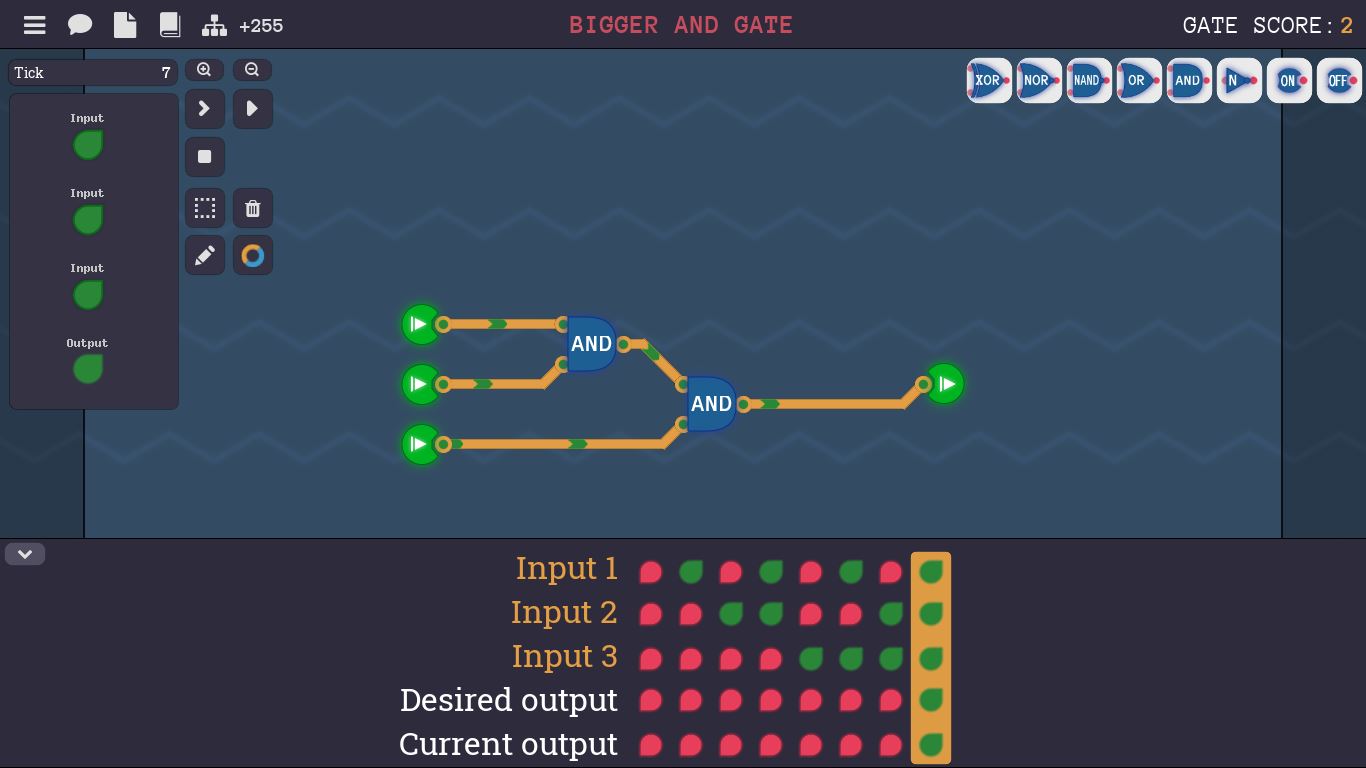 +255
BIGGER AND GATE
GATE SCORE: 2
Tick 7
XOR NOR NAND OR AND N ON OFF
Input
Input
Input
Output
AND
AND
Input 1
Input 2
Input 3
Desired output
Current output